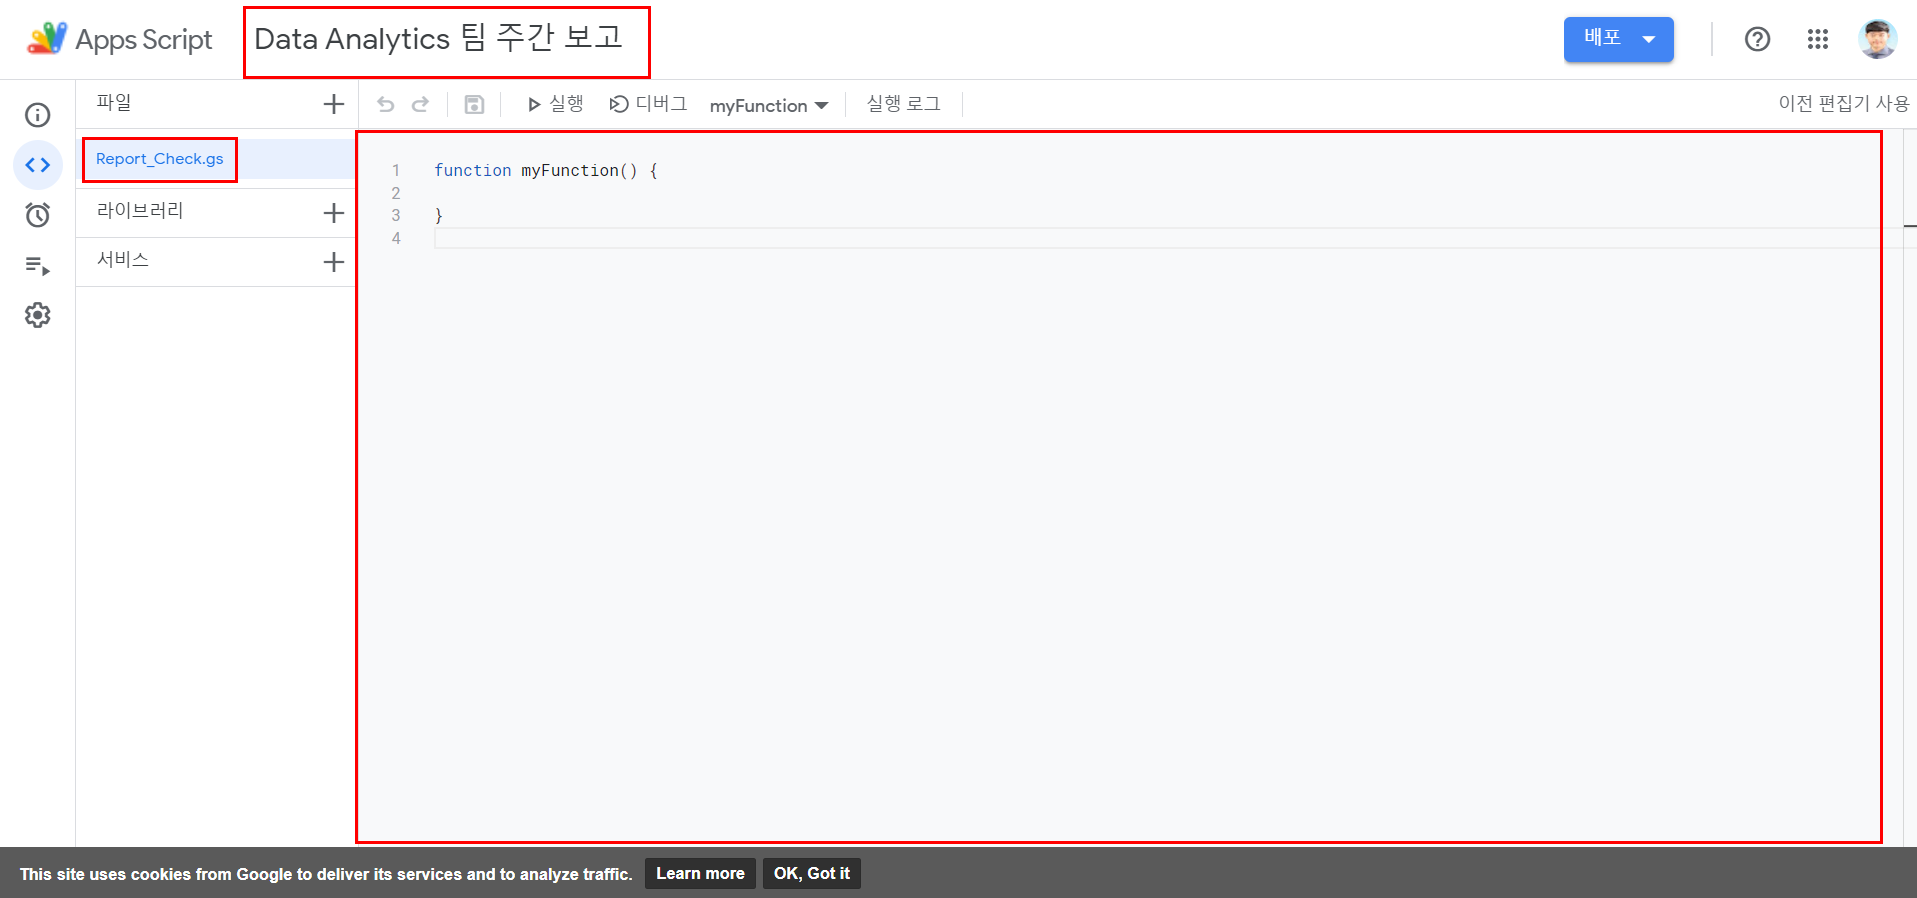 Apps Script
Data Analytics 팀 주간 보고
배포
파일
실행
디버그
myFunction
실행 로그
이전 편집기 사용
Report_Check.gs
라이브러리
서비스
1 function myFunction() {
2
3 }
4
This site uses cookies from Google to deliver its services and to analyze traffic.
Learn more
OK, Got it